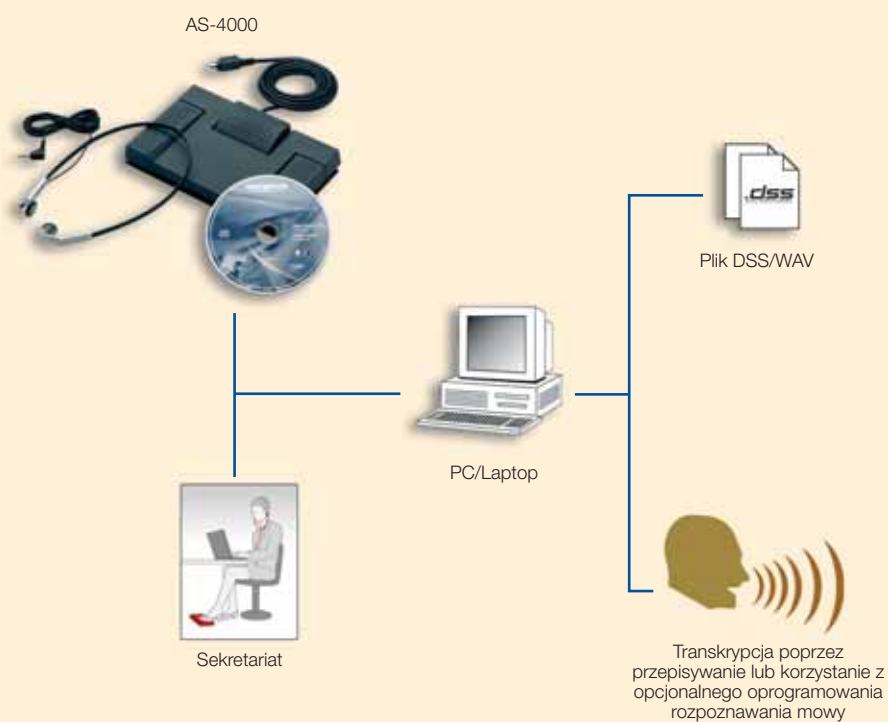 AS-4000
.dss
Plik DSS/WAV
PC/Laptop
Sekretariat
Transkrypcja poprzez
przepisywanie lub korzystanie z
opcjonalnego oprogramowania
rozpoznawania mowy